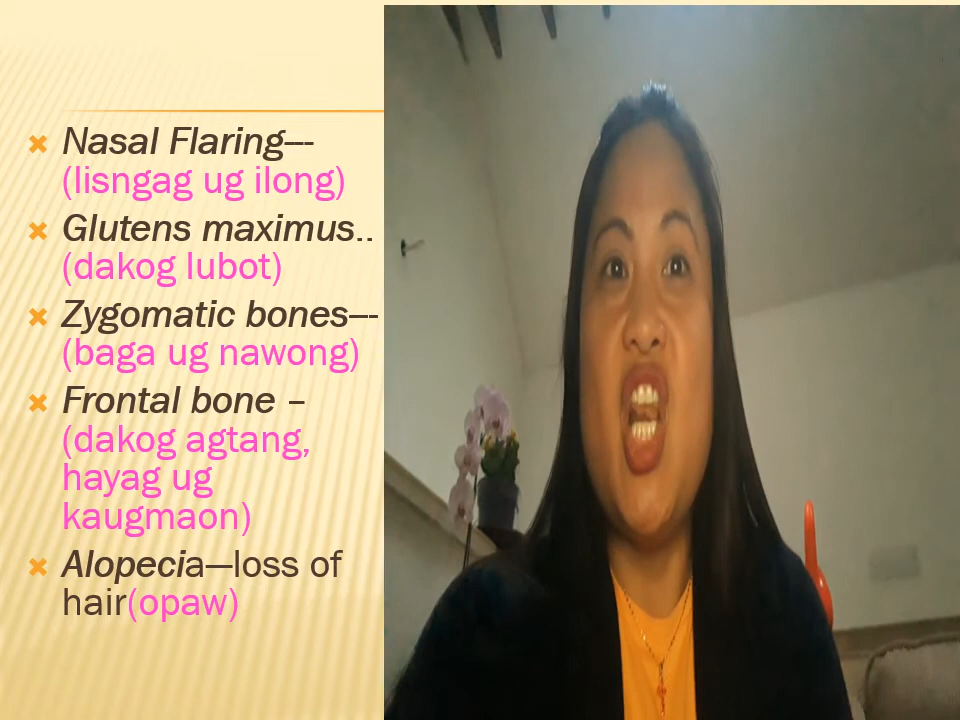 Nasal Flaring---
(lisngag ug ilong)
Glutens maximus..
(dakog lubot)
Zygomatic bones---
(baga ug nawong)
Frontal bone –
(dakog agtang,
hayag ug
kaugmaon)
Alopecia—loss of
hair(opaw)